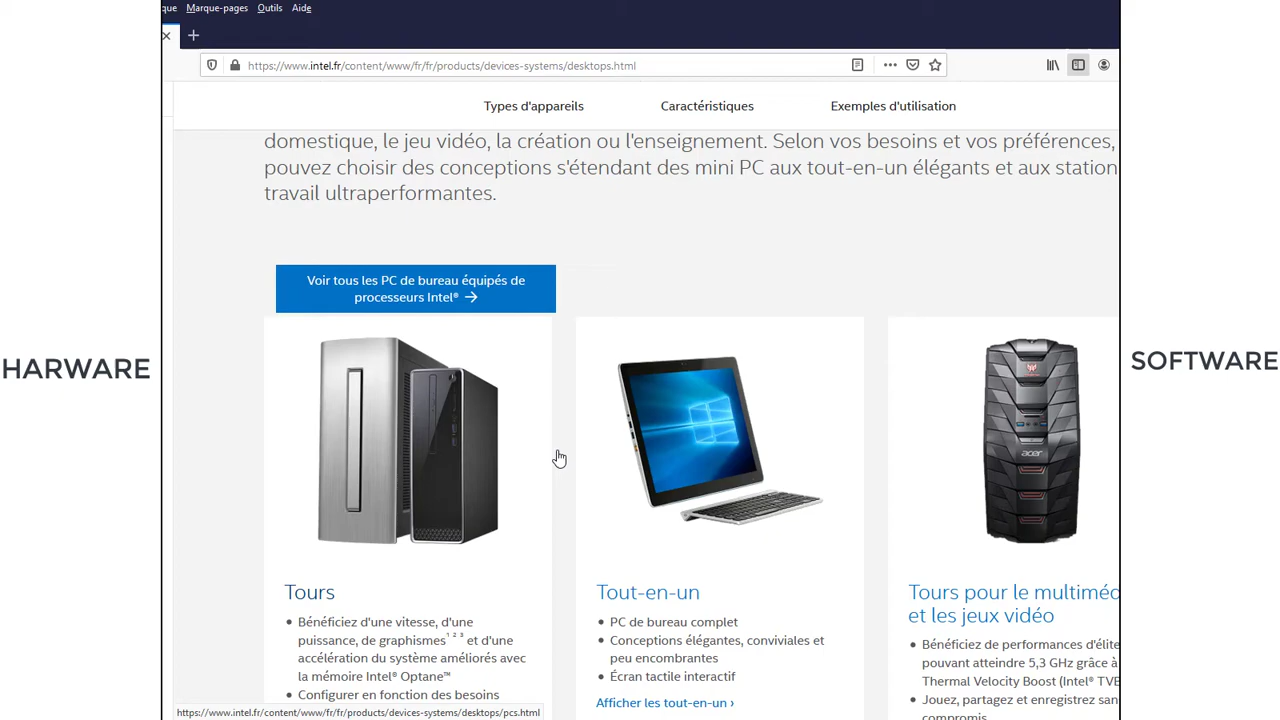 que Marque-pages Outils Aide
https://www.intel.fr/content/www/fr/fr/products/devices-systems/desktops.html
Types d'appareils Caractéristiques Exemples d'utilisation
domestique, le jeu vidéo, la création ou l'enseignement. Selon vos besoins et vos préférences,
pouvez choisir des conceptions s'étendant des mini PC aux tout-en-un élégants et aux station
travail ultraperformantes.
Voir tous les PC de bureau équipés de
processeurs Intel® →
HARWARE
SOFTWARE
acer
Tours
Bénéficiez d'une vitesse, d'une
puissance, de graphismes¹ ² ³ et d'une
accélération du système améliorés avec
la mémoire Intel® Optane™
Configurer en fonction des besoins
Tout-en-un
PC de bureau complet
Conceptions élégantes, conviviales et
peu encombrantes
Écran tactile interactif
Afficher les tout-en-un ›
Tours pour le multiméd
et les jeux vidéo
Bénéficiez de performances d'élite
pouvant atteindre 5,3 GHz grâce à
Thermal Velocity Boost (Intel® TVB
Jouez, partagez et enregistrez san
https://www.intel.fr/content/www/fr/fr/products/devices-systems/desktops/pcs.html